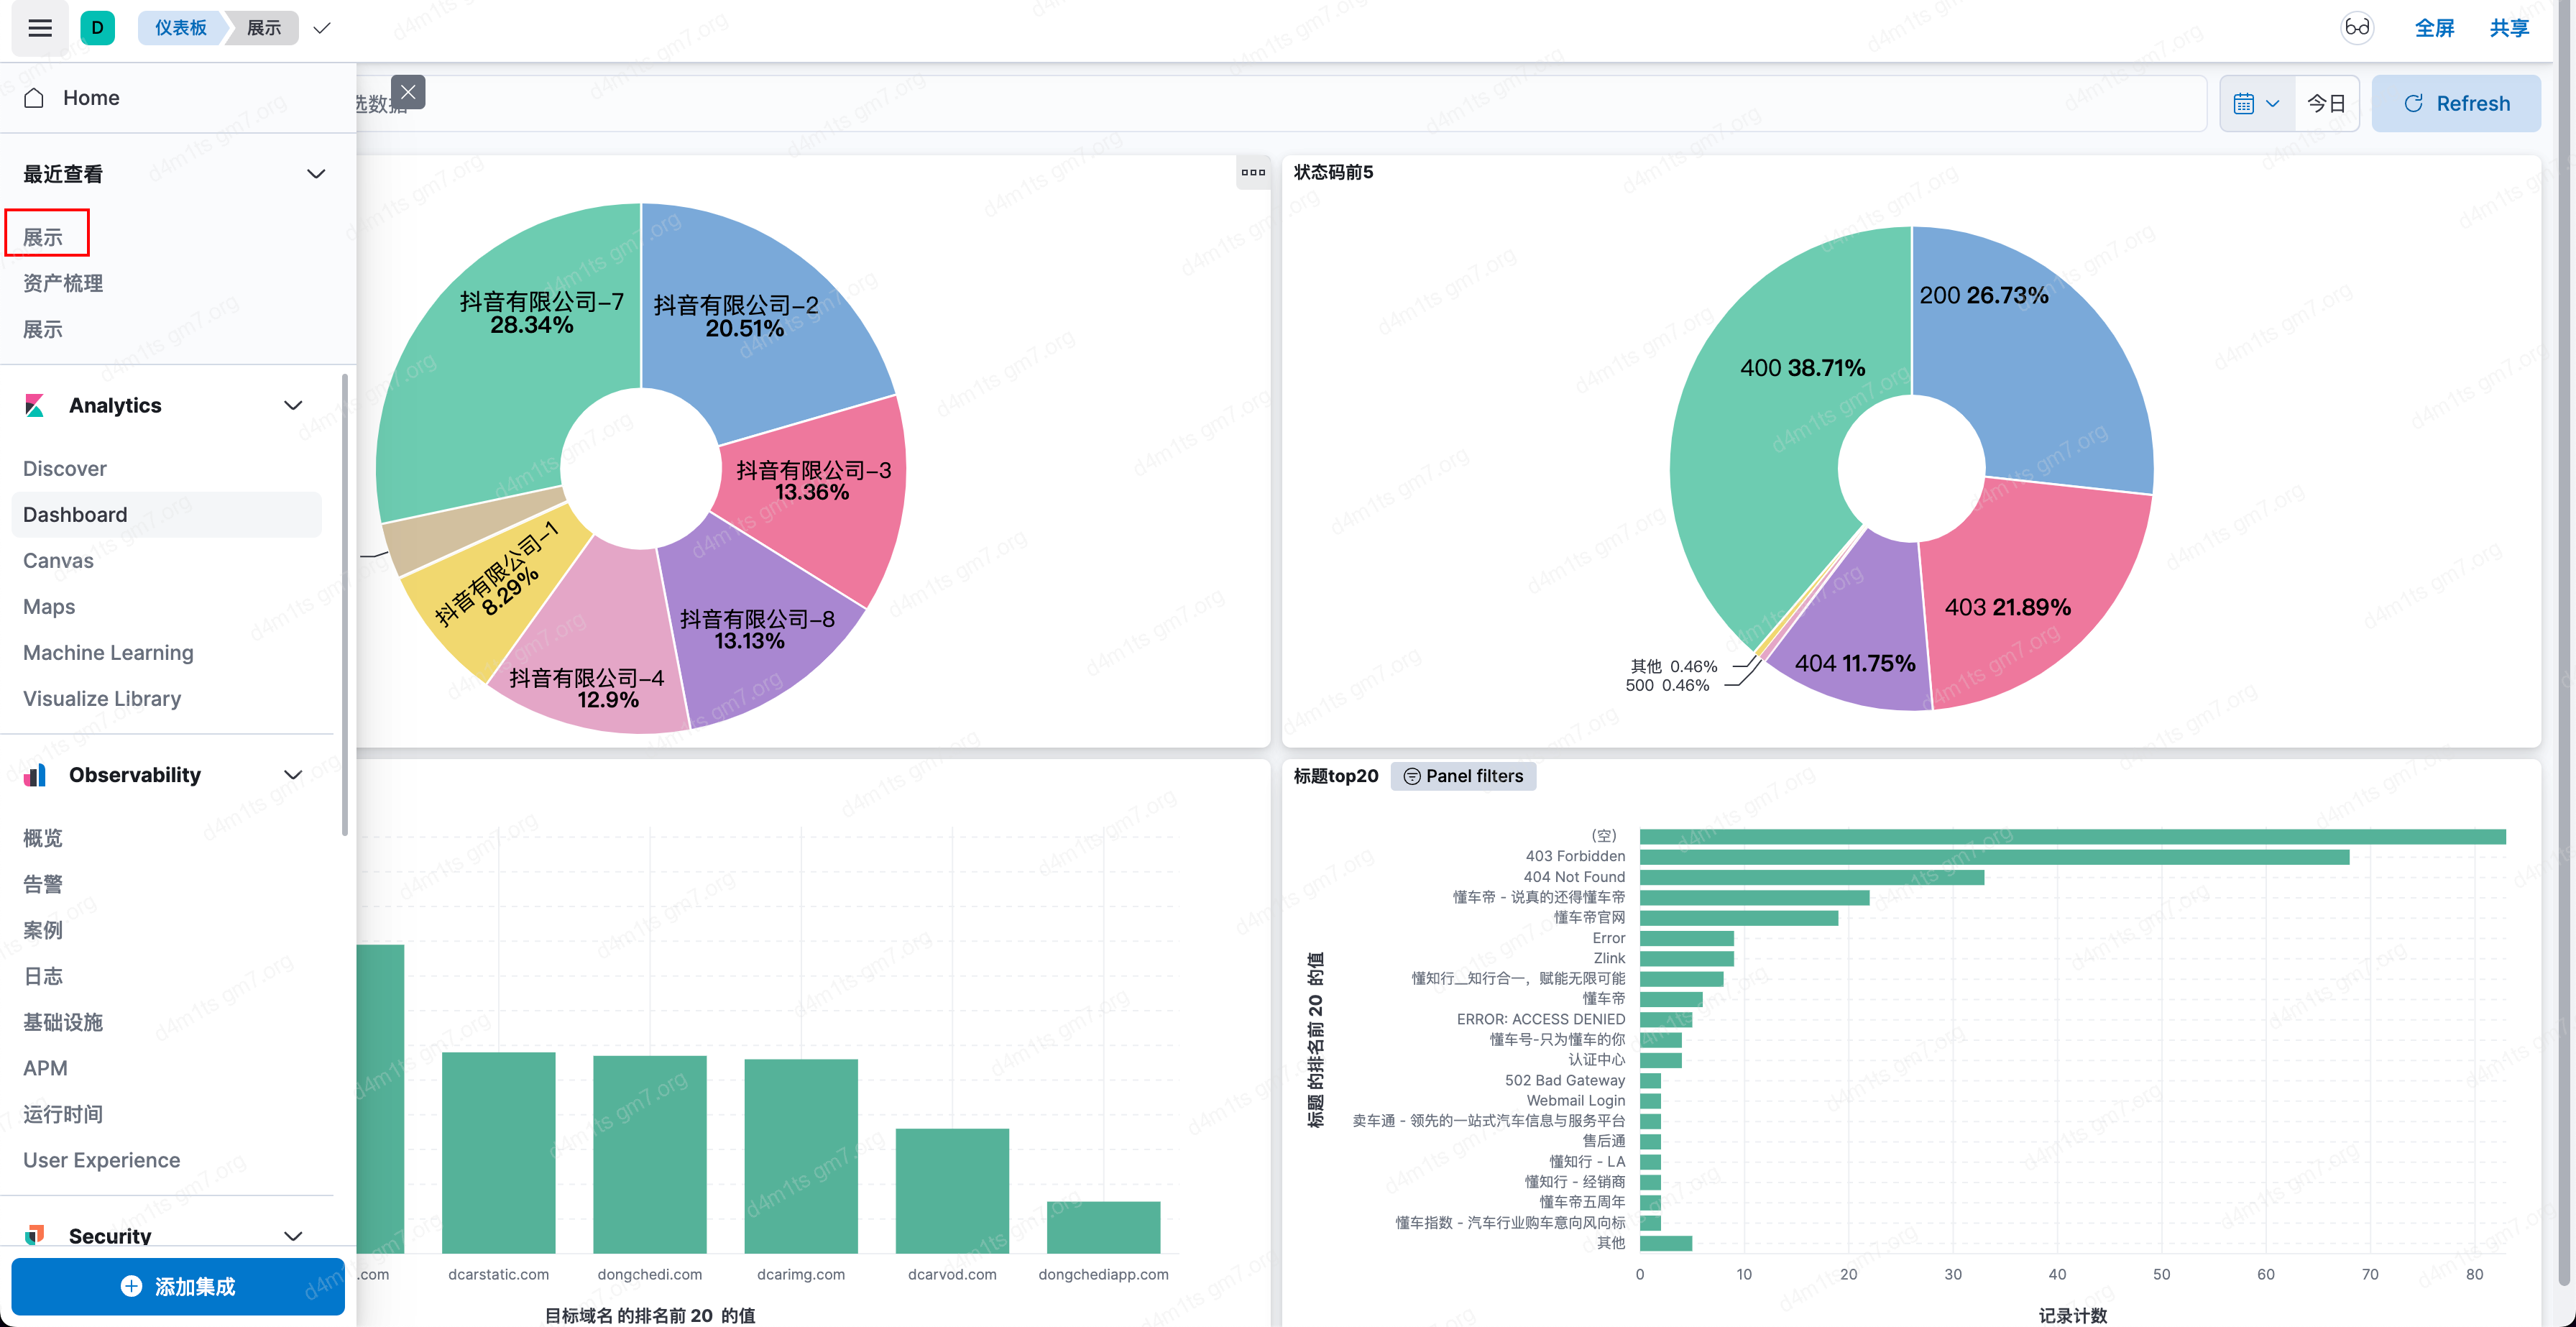 D
仪表板
展示
全屏
共享
Home
选数据
今日
Refresh
最近查看
展示
资产梳理
展示
Analytics
Discover
Dashboard
Canvas
Maps
Machine Learning
Visualize Library
Observability
概览
告警
案例
日志
基础设施
APM
运行时间
User Experience
Security
添加集成
抖音有限公司-7
28.34%
抖音有限公司-2
20.51%
抖音有限公司-3
13.36%
抖音有限公司-8
13.13%
抖音有限公司-4
12.9%
抖音有限公司-1
8.29%
状态码前5
200 26.73%
400 38.71%
403 21.89%
404 11.75%
其他 0.46%
500 0.46%
.com
dcarstatic.com
dongchedi.com
dcarimg.com
dcarvod.com
dongchediapp.com
目标域名 的排名前 20 的值
标题top20
Panel filters
标题 的排名前 20 的值
(空)
403 Forbidden
404 Not Found
懂车帝 - 说真的还得懂车帝
懂车帝官网
Error
Zlink
懂知行__知行合一，赋能无限可能
懂车帝
ERROR: ACCESS DENIED
懂车号-只为懂车的你
认证中心
502 Bad Gateway
Webmail Login
卖车通 - 领先的一站式汽车信息与服务平台
售后通
懂知行 - LA
懂知行 - 经销商
懂车帝五周年
懂车指数 - 汽车行业购车意向风向标
其他
0
10
20
30
40
50
60
70
80
记录计数
d4m1ts gm7.org